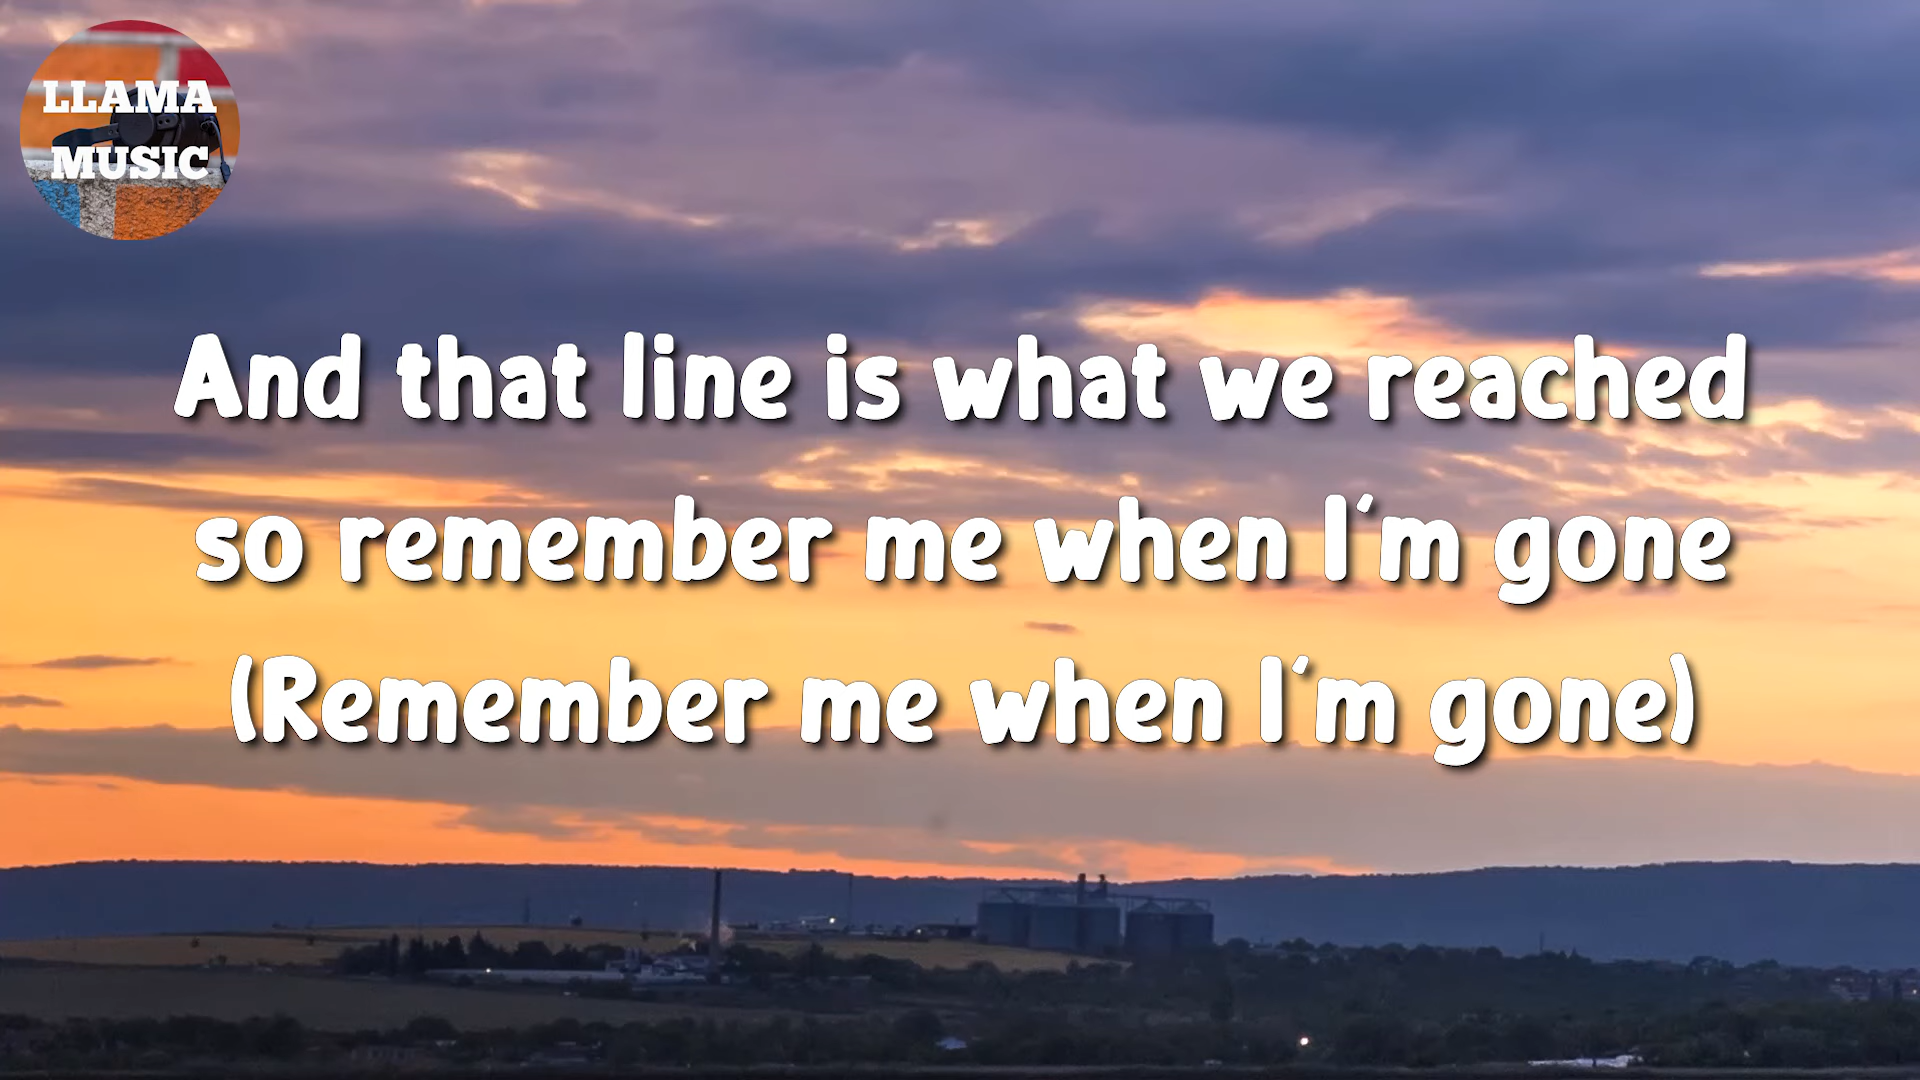 LLAMA
MUSIC
And that line is what we reached
so remember me when I'm gone
(Remember me when I'm gone)